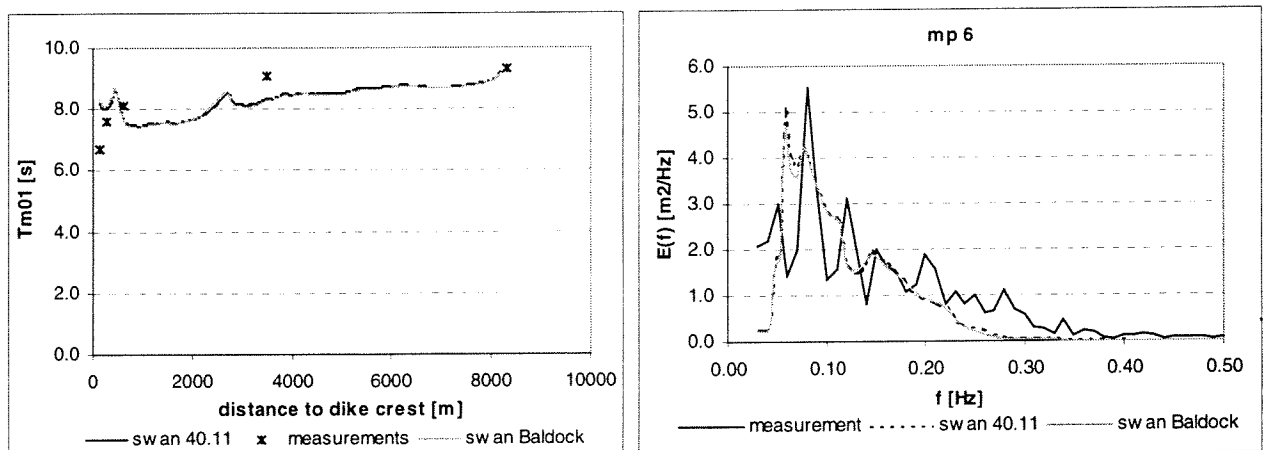 10.0
8.0
6.0
4.0
2.0
0.0
Tm01 [s]
0 2000 4000 6000 8000 10000
distance to dike crest [m]
swan 40.11 measurements swan Baldock
mp 6
6.0
5.0
4.0
3.0
2.0
1.0
0.0
E(f) [m2/Hz]
0.00 0.10 0.20 0.30 0.40 0.50
f [Hz]
measurement swan 40.11 swan Baldock